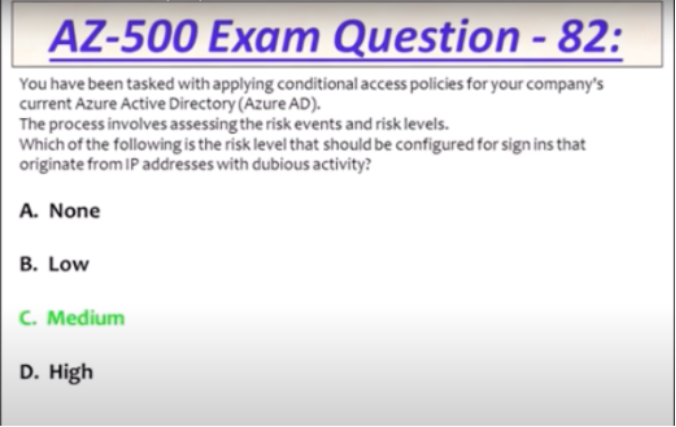 AZ-500 Exam Question - 82:
You have been tasked with applying conditional access policies for your company's
current Azure Active Directory (Azure AD).
The process involves assessing the risk events and risk levels.
Which of the following is the risk level that should be configured for sign ins that
originate from IP addresses with dubious activity?
A. None
B. Low
C. Medium
D. High